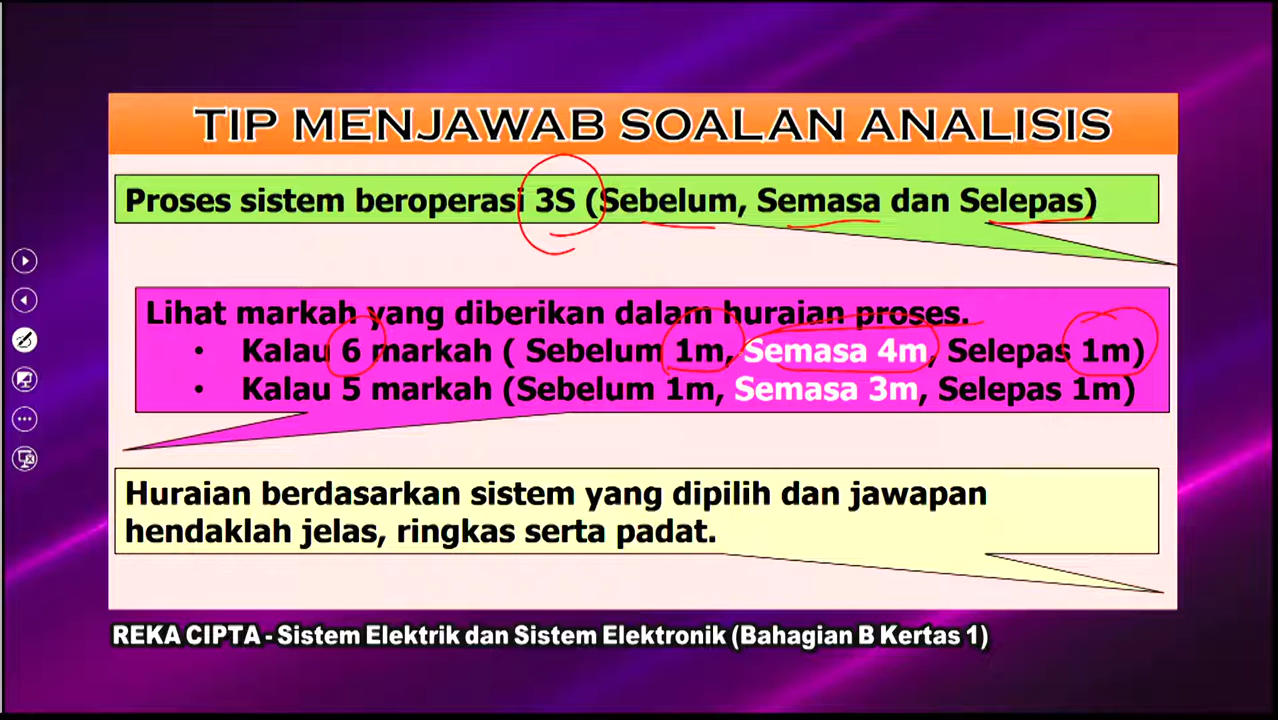 TIP MENJAWAB SOALAN ANALISIS
Proses sistem beroperasi 3S (Sebelum, Semasa dan Selepas)
Lihat markah yang diberikan dalam huraian proses.
• Kalau 6 markah ( Sebelum 1m, Semasa 4m, Selepas 1m)
• Kalau 5 markah (Sebelum 1m, Semasa 3m, Selepas 1m)
Huraian berdasarkan sistem yang dipilih dan jawapan
hendaklah jelas, ringkas serta padat.
REKA CIPTA - Sistem Elektrik dan Sistem Elektronik (Bahagian B Kertas 1)